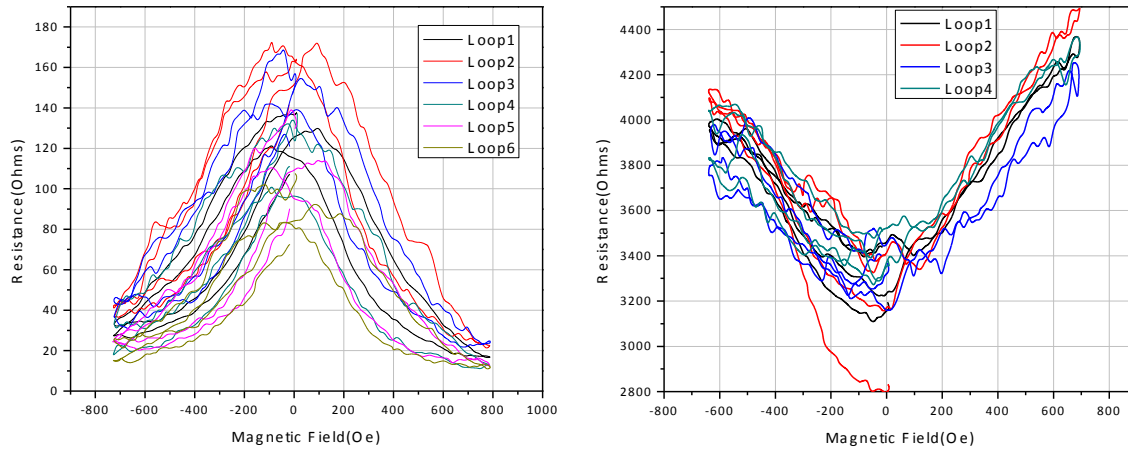 180
160
140
120
100
80
60
40
20
0
Resistance(Ohms)
-800 -600 -400 -200 0 200 400 600 800 1000
Magnetic Field(Oe)
Loop1
Loop2
Loop3
Loop4
Loop5
Loop6
4400
4200
4000
3800
3600
3400
3200
3000
2800
Resistance(Ohms)
-800 -600 -400 -200 0 200 400 600 800
Magnetic Field(Oe)
Loop1
Loop2
Loop3
Loop4